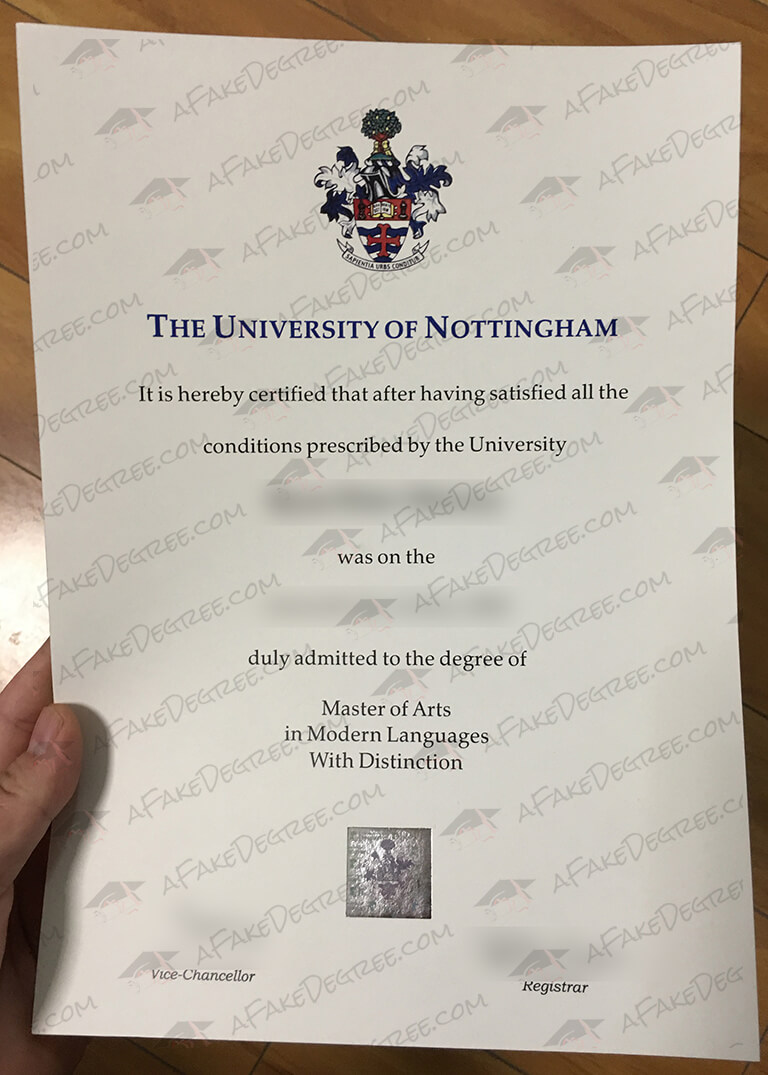 SAPIENTIA URBS CONDITUR
THE UNIVERSITY OF NOTTINGHAM
It is hereby certified that after having satisfied all the
conditions prescribed by the University
was on the
duly admitted to the degree of
Master of Arts
in Modern Languages
With Distinction
Vice-Chancellor
Registrar
AFAKEDEGREE.COM